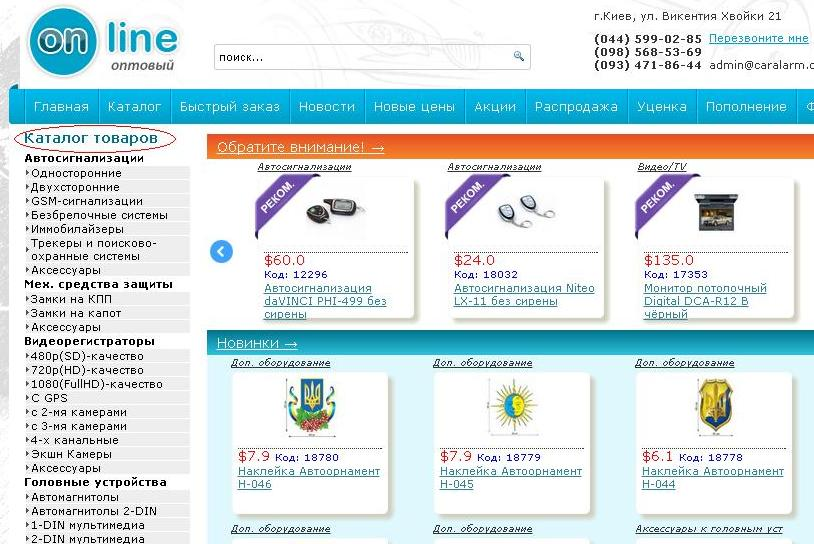 on line
оптовый
поиск...
г.Киев, ул. Викентия Хвойки 21
(044) 599-02-85 Перезвоните мне
(098) 568-53-69
(093) 471-86-44 admin@caralarm.c
Главная Каталог Быстрый заказ Новости Новые цены Акции Распродажа Уценка Пополнение Ф
Каталог товаров
Автосигнализации
Односторонние
Двухсторонние
GSM-сигнализации
Безбрелочные системы
Иммобилайзеры
Трекеры и поисково-
охранные системы
Аксессуары
Мех. средства защиты
Замки на КПП
Замки на капот
Аксессуары
Видеорегистраторы
480p(SD)-качество
720p(HD)-качество
1080(FullHD)-качество
С GPS
с 2-мя камерами
с 3-мя камерами
4-х канальные
Экшн Камеры
Аксессуары
Головные устройства
Автомагнитолы
Автомагнитолы 2-DIN
1-DIN мультимедиа
2-DIN мультимедиа
Обратите внимание! →
Автосигнализации
РЕКОМ.
$60.0
Код: 12296
Автосигнализация
daVINCI PHI-499 без
сирены
Автосигнализации
РЕКОМ.
$24.0
Код: 18032
Автосигнализация Niteo
LX-11 без сирены
Видео/TV
РЕКОМ.
$135.0
Код: 17353
Монитор потолочный
Digital DCA-R12 В
чёрный
Новинки →
Доп. оборудование
$7.9 Код: 18780
Наклейка Автоорнамент
Н-046
Доп. оборудование
$7.9 Код: 18779
Наклейка Автоорнамент
Н-045
Доп. оборудование
$6.1 Код: 18778
Наклейка Автоорнамент
Н-044
Доп. оборудование
Доп. оборудование
Аксессуары к головным уст